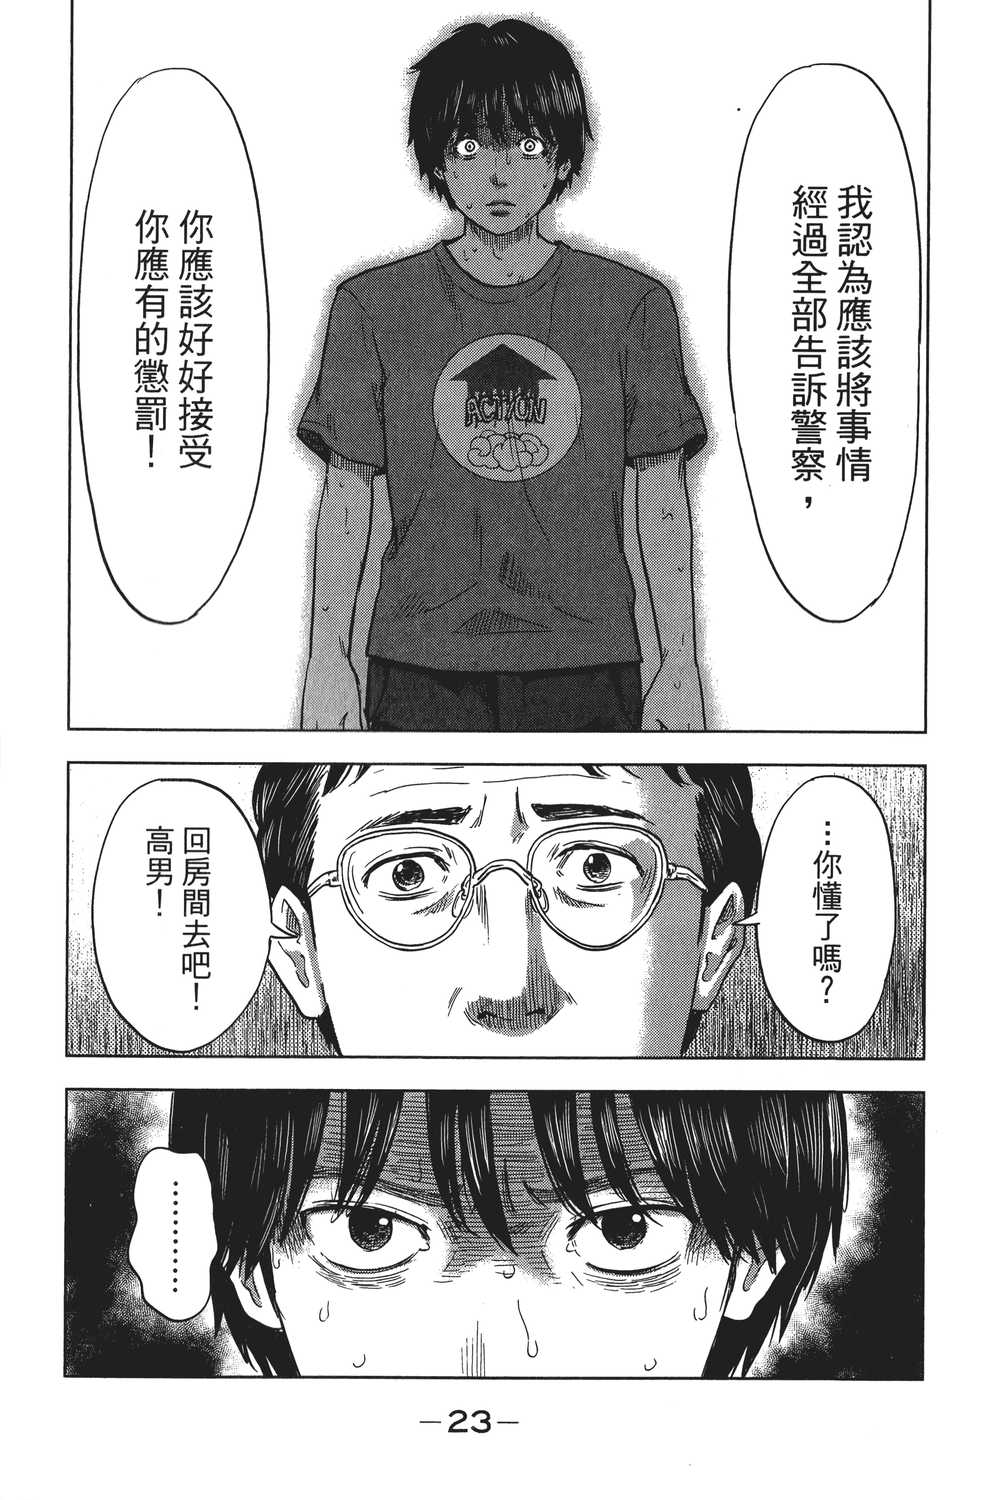 我認為應該將事情
經過全部告訴警察，
你應該好好接受
你應有的懲罰！
ACTION
…你懂了嗎？
回房間去吧！
高男！
………
－23－